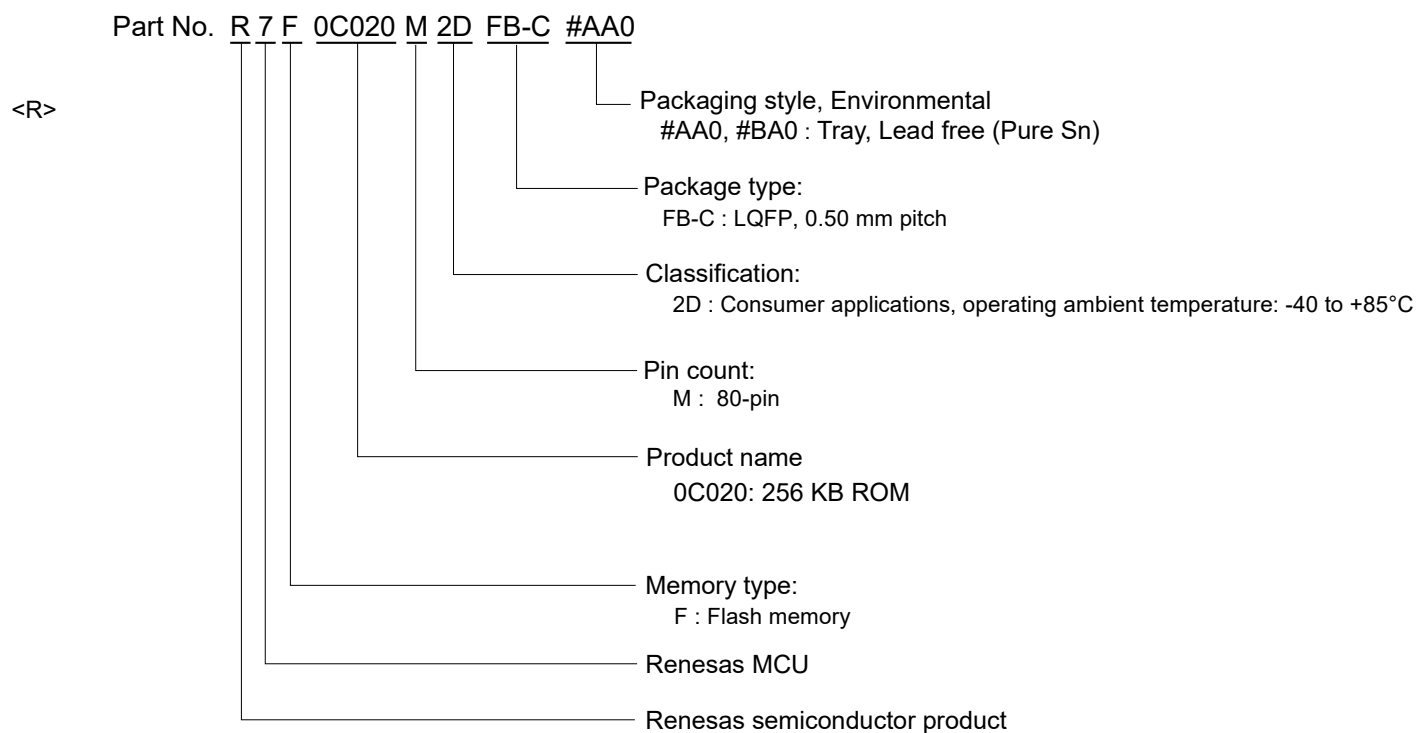 Part No. R 7 F 0C020 M 2D FB-C #AA0
<R>
Packaging style, Environmental
#AA0, #BA0 : Tray, Lead free (Pure Sn)
Package type:
FB-C : LQFP, 0.50 mm pitch
Classification:
2D : Consumer applications, operating ambient temperature: -40 to +85°C
Pin count:
M : 80-pin
Product name
0C020: 256 KB ROM
Memory type:
F : Flash memory
Renesas MCU
Renesas semiconductor product